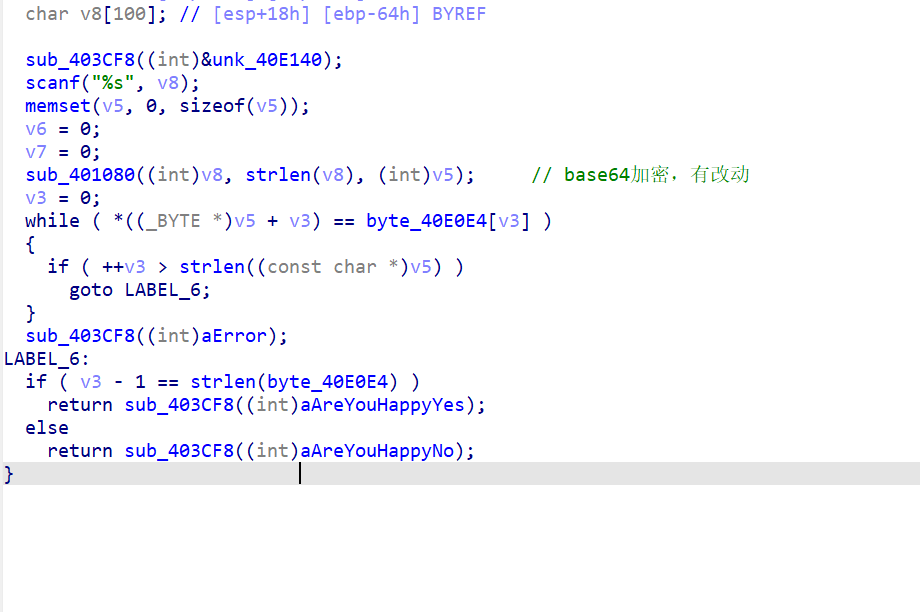 char v8[100]; // [esp+18h] [ebp-64h] BYREF
sub_403CF8((int)&unk_40E140);
scanf("%s", v8);
memset(v5, 0, sizeof(v5));
v6 = 0;
v7 = 0;
sub_401080((int)v8, strlen(v8), (int)v5); // base64加密，有改动
v3 = 0;
while ( *((_BYTE *)v5 + v3) == byte_40E0E4[v3] )
{
if ( ++v3 > strlen((const char *)v5) )
goto LABEL_6;
}
sub_403CF8((int)aError);
LABEL_6:
if ( v3 - 1 == strlen(byte_40E0E4) )
return sub_403CF8((int)aAreYouHappyYes);
else
return sub_403CF8((int)aAreYouHappyNo);
}